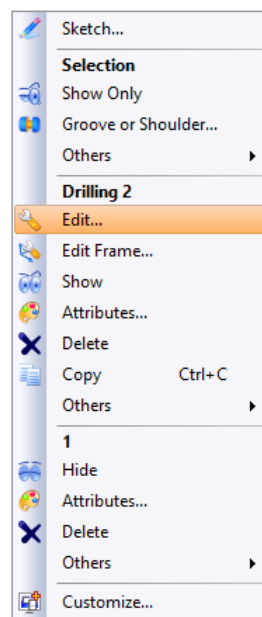 Sketch...
Selection
Show Only
Groove or Shoulder...
Others
Drilling 2
Edit...
Edit Frame...
Show
Attributes...
Delete
Copy Ctrl+C
Others
1
Hide
Attributes...
Delete
Others
Customize...